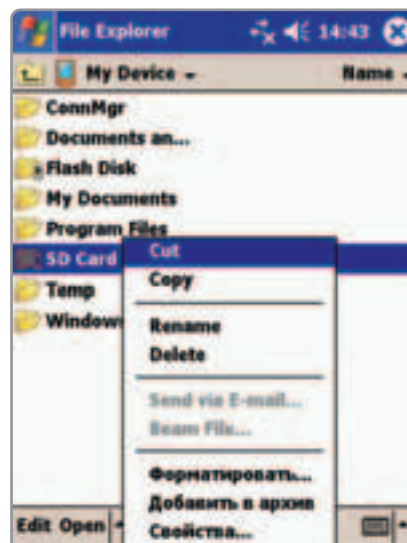 File Explorer 14:43
My Device Name
ConnMgr
Documents an...
Flash Disk
My Documents
Program Files
SD Card
Temp
Window
Cut
Copy
Rename
Delete
Send via E-mail...
Beam File...
Форматировать...
Добавить в архив
Свойства...
Edit Open